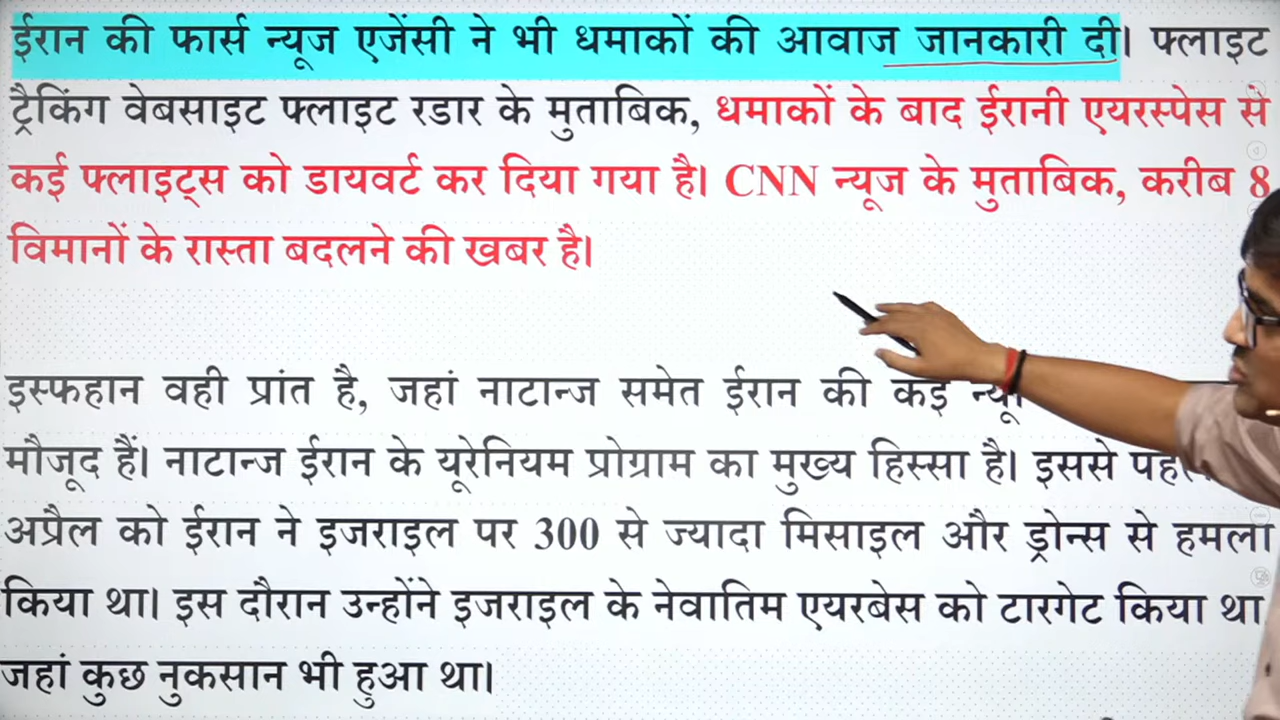 ईरान की फार्स न्यूज एजेंसी ने भी धमाकों की आवाज जानकारी दी। फ्लाइट
ट्रैकिंग वेबसाइट फ्लाइट रडार के मुताबिक, धमाकों के बाद ईरानी एयरस्पेस से
कई फ्लाइट्स को डायवर्ट कर दिया गया है। CNN न्यूज के मुताबिक, करीब 8
विमानों के रास्ता बदलने की खबर है।
इस्फहान वही प्रांत है, जहां नाटान्ज समेत ईरान की कई
मौजूद हैं। नाटान्ज ईरान के यूरेनियम प्रोग्राम का मुख्य हिस्सा है। इससे
अप्रैल को ईरान ने इजराइल पर 300 से ज्यादा मिसाइल और ड्रोन्स से हमला
किया था। इस दौरान उन्होंने इजराइल के नेवातिम एयरबेस को टारगेट किया था
जहां कुछ नुकसान भी हुआ था।